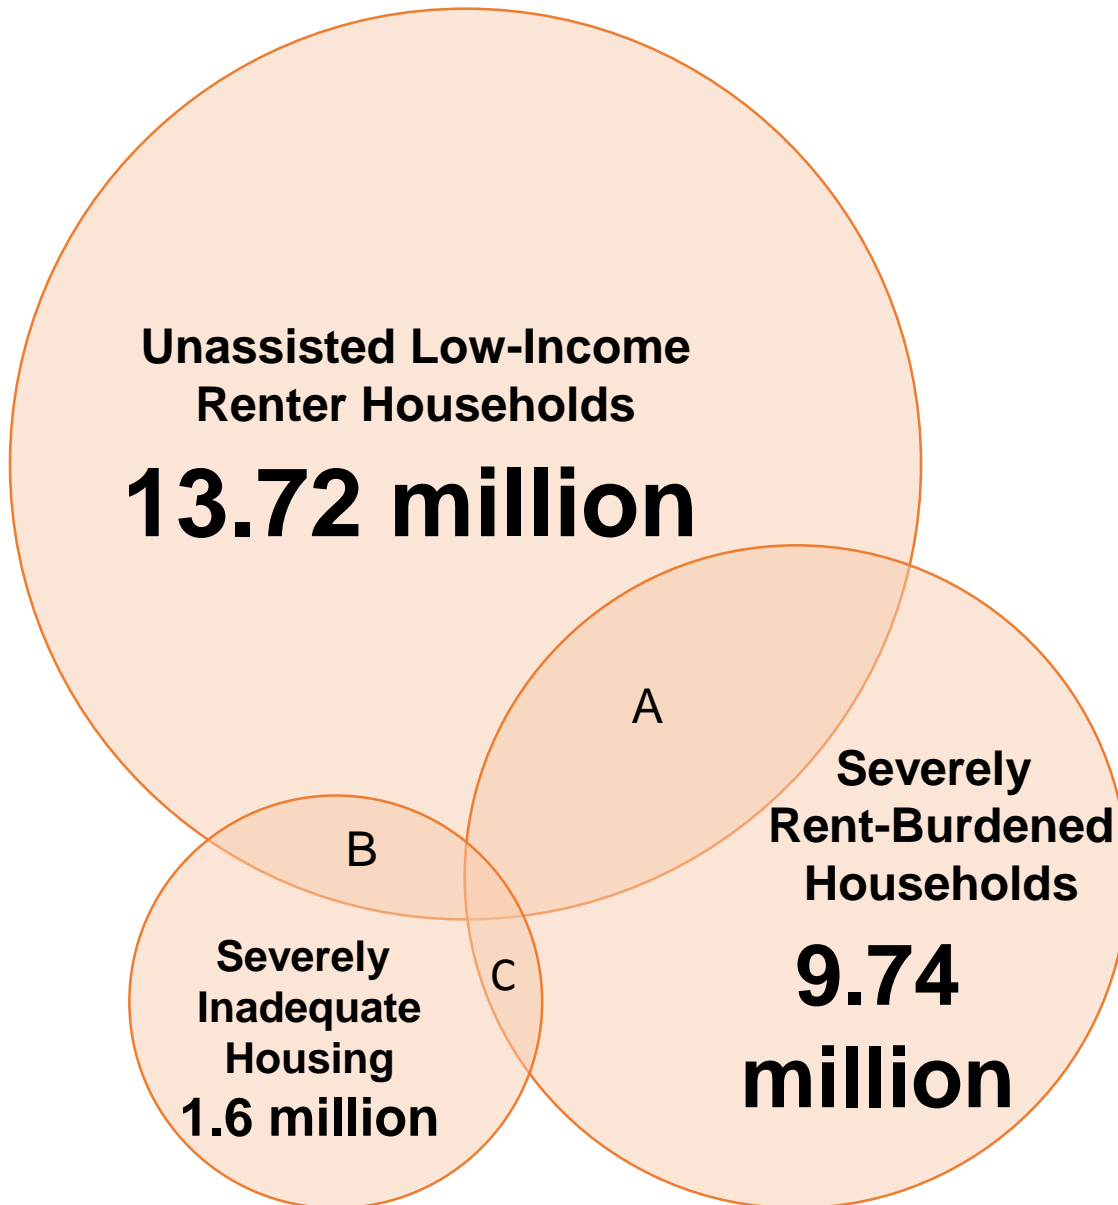 Unassisted Low-Income
Renter Households
13.72 million
A
Severely
Rent-Burdened
Households
9.74
million
B
Severely
Inadequate
Housing
1.6 million
C